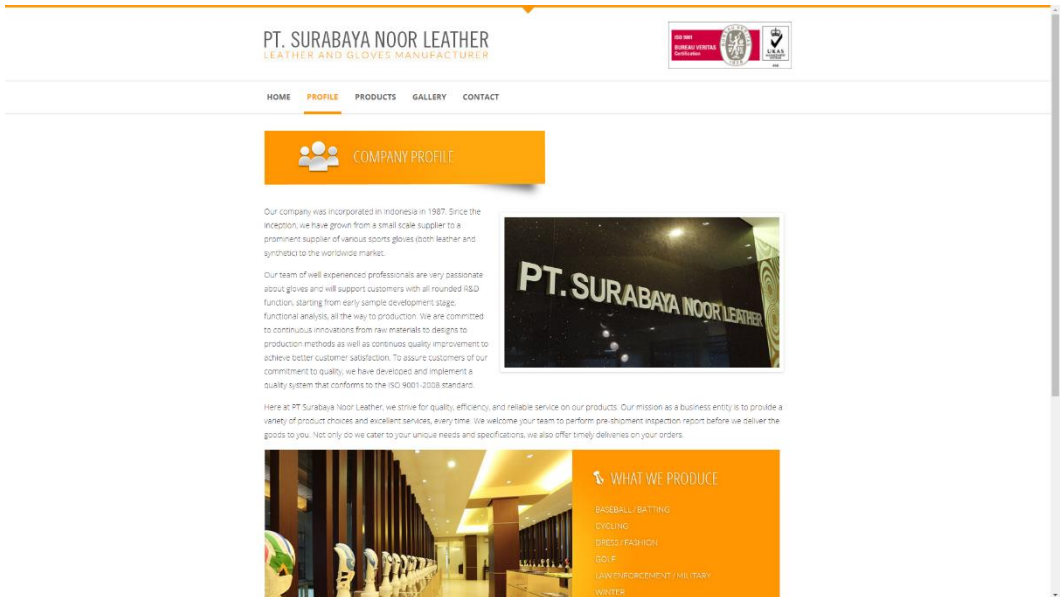 PT. SURABAYA NOOR LEATHER
LEATHER AND GLOVES MANUFACTURER
ISO 9001
BUREAU VERITAS
Certification
UKAS
HOME PROFILE PRODUCTS GALLERY CONTACT
COMPANY PROFILE
Our company was incorporated in Indonesia in 1987. Since the
inception, we have grown from a small scale supplier to a
prominent supplier of various sports gloves (both leather and
synthetic) to the worldwide market.
PT. SURABAYA NOOR LEATHER
Our team of well experienced professionals are very passionate
about gloves and will support customers with all rounded R&D
function, starting from early sample development stage,
functional analysis, all the way to production. We are committed
to continuous innovations from raw materials to designs to
production methods as well as continuos quality improvement to
achieve better customer satisfaction. To assure customers of our
commitment to quality, we have developed and implement a
quality system that conforms to the ISO 9001-2008 standard.
Here at PT Surabaya Noor Leather, we strive for quality, efficiency, and reliable service on our products. Our mission as a business entity is to provide a
variety of product choices and excellent services, every time. We welcome your team to perform pre-shipment inspection report before we deliver the
goods to you. Not only do we cater to your unique needs and specifications, we also offer timely deliveries on your orders.
WHAT WE PRODUCE
BASEBALL / BATTING
CYCLING
DRESS / FASHION
GOLF
LAW ENFORCEMENT / MILITARY
WINTER